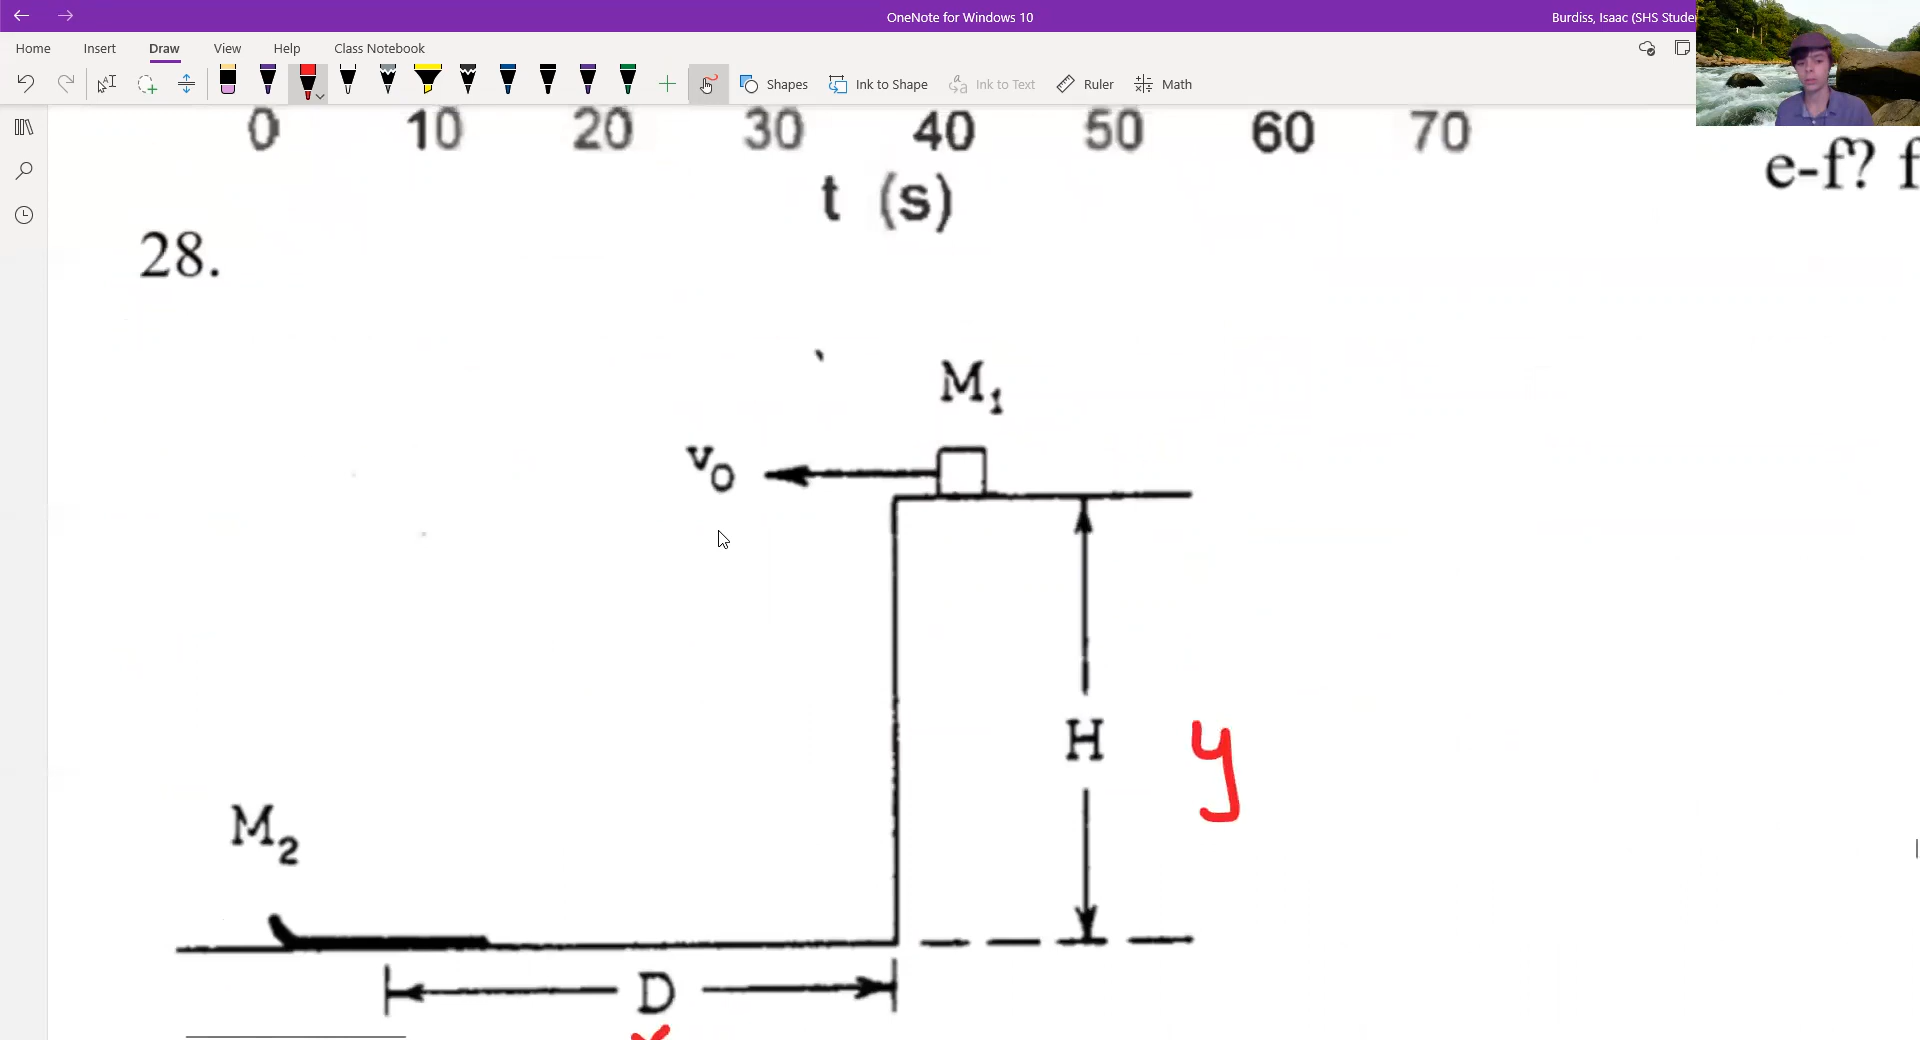 OneNote for Windows 10
Burdiss, Isaac (SHS Studen
Home Insert Draw View Help Class Notebook
Shapes Ink to Shape Ink to Text Ruler Math
0 10 20 30 40 50 60 70
t (s)
e-f? f
28.
M1
v0
H
y
M2
D
x